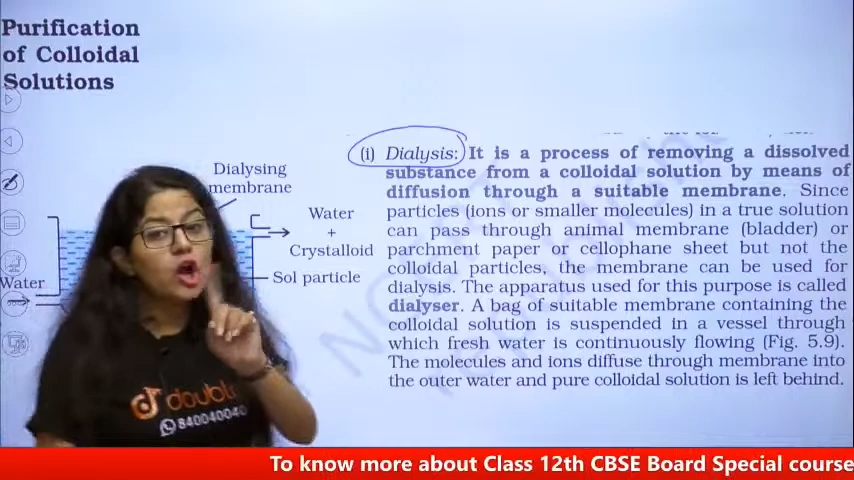 Purification
of Colloidal
Solutions
Dialysing
membrane
Water
+
Crystalloid
Sol particle
Water
(i) Dialysis: It is a process of removing a dissolved
substance from a colloidal solution by means of
diffusion through a suitable membrane. Since
particles (ions or smaller molecules) in a true solution
can pass through animal membrane (bladder) or
parchment paper or cellophane sheet but not the
colloidal particles, the membrane can be used for
dialysis. The apparatus used for this purpose is called
dialyser. A bag of suitable membrane containing the
colloidal solution is suspended in a vessel through
which fresh water is continuously flowing (Fig. 5.9).
The molecules and ions diffuse through membrane into
the outer water and pure colloidal solution is left behind.
doubt
840040040
To know more about Class 12th CBSE Board Special course